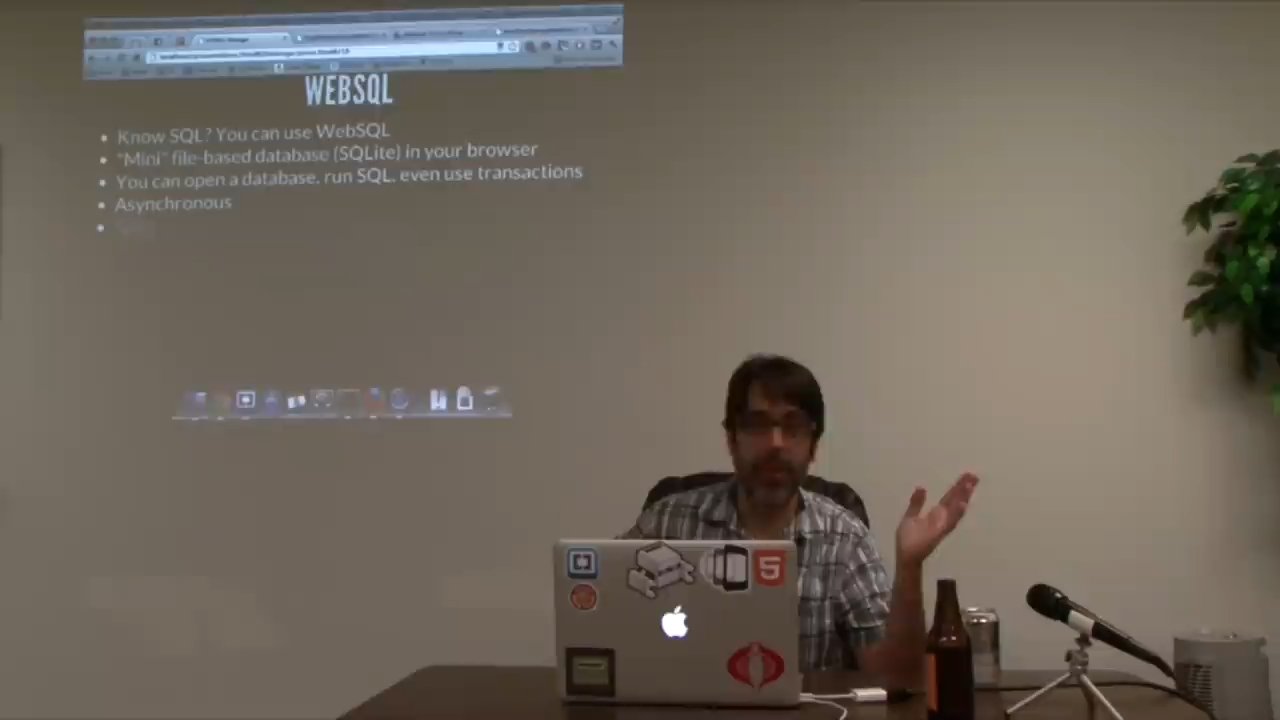 WEBSQL
Know SQL? You can use WebSQL
"Mini" file-based database (SQLite) in your browser
You can open a database, run SQL, even use transactions
Asynchronous
5